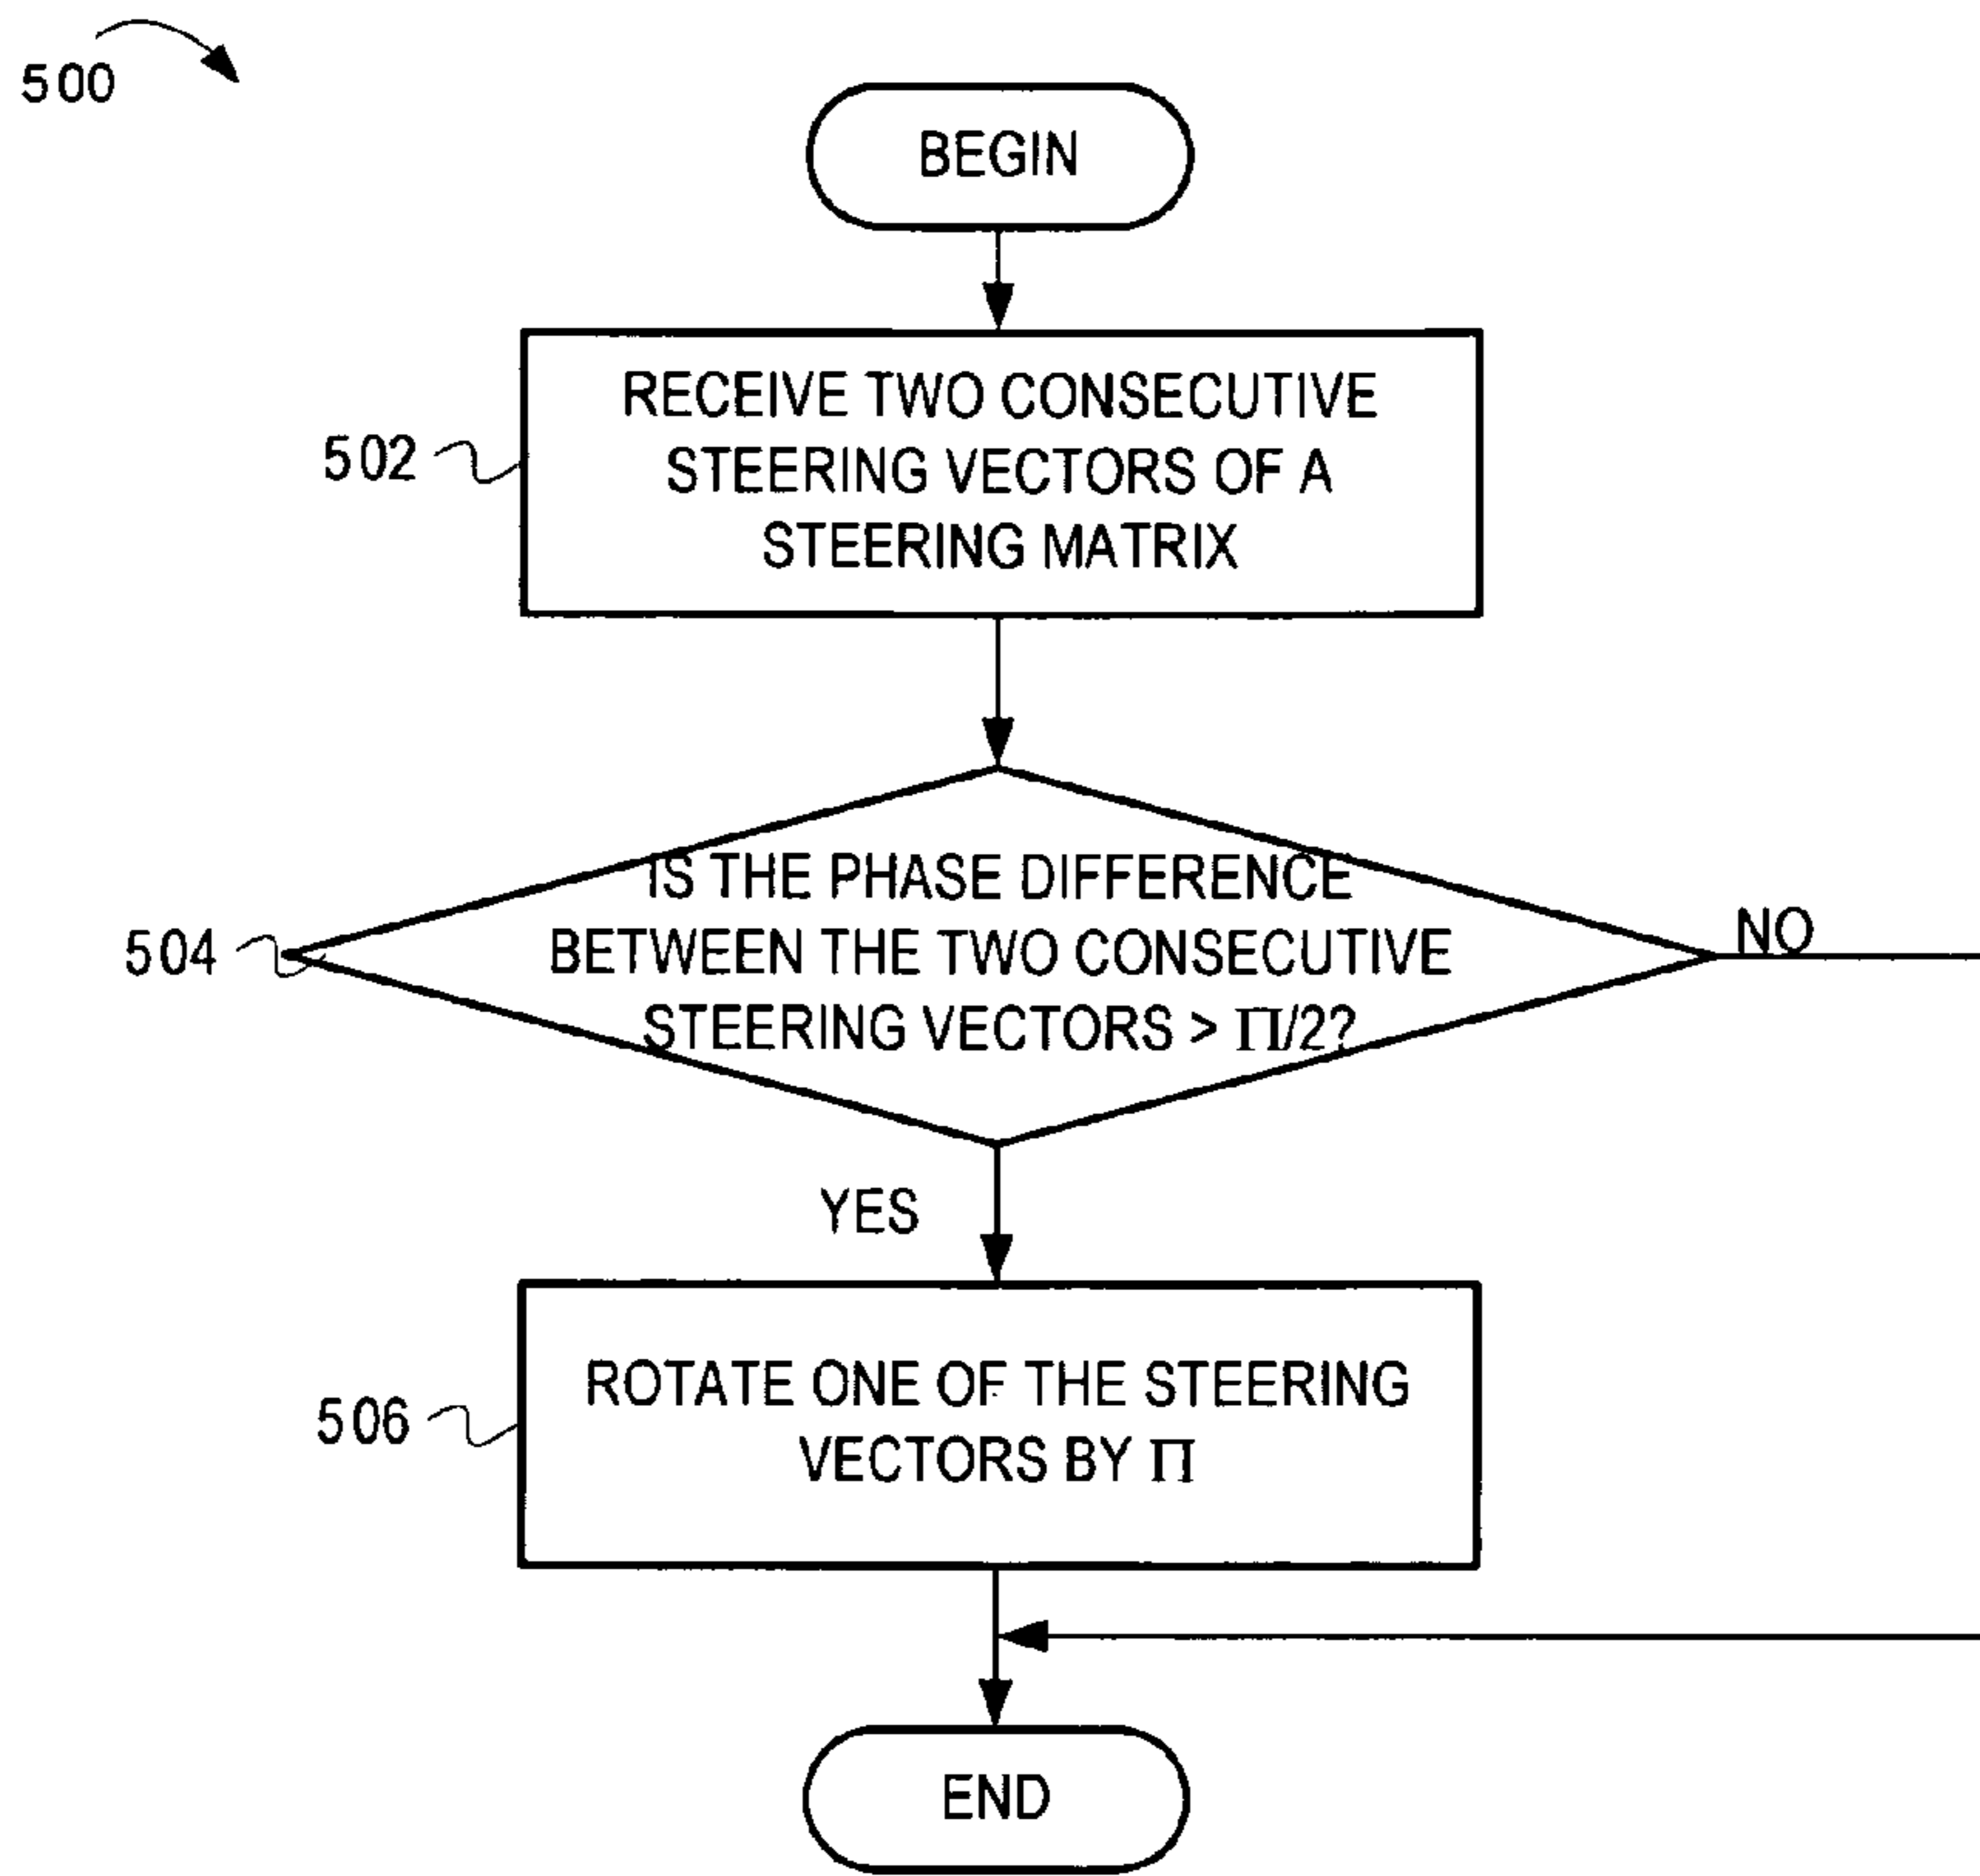 500
BEGIN
RECEIVE TWO CONSECUTIVE
STEERING VECTORS OF A
STEERING MATRIX
502
IS THE PHASE DIFFERENCE
BETWEEN THE TWO CONSECUTIVE
STEERING VECTORS > Π/2?
504
NO
YES
ROTATE ONE OF THE STEERING
VECTORS BY Π
506
END